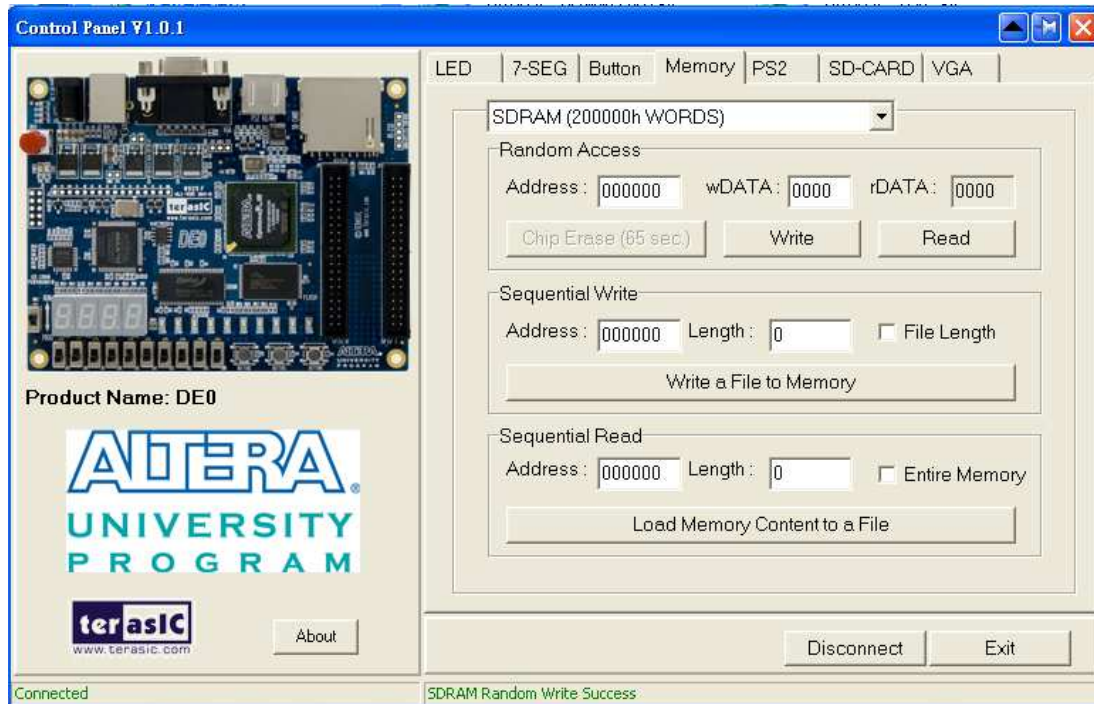 Control Panel V1.0.1
LED 7-SEG Button Memory PS2 SD-CARD VGA
SDRAM (200000h WORDS)
Random Access
Address : 000000 wDATA : 0000 rDATA : 0000
Chip Erase (65 sec.) Write Read
Sequential Write
Address : 000000 Length : 0 File Length
Write a File to Memory
Sequential Read
Address : 000000 Length : 0 Entire Memory
Load Memory Content to a File
terasIC
DE0
8888
Product Name: DE0
ALTERA®
UNIVERSITY
PROGRAM
terasIC
www.terasic.com
About
Disconnect Exit
Connected
SDRAM Random Write Success